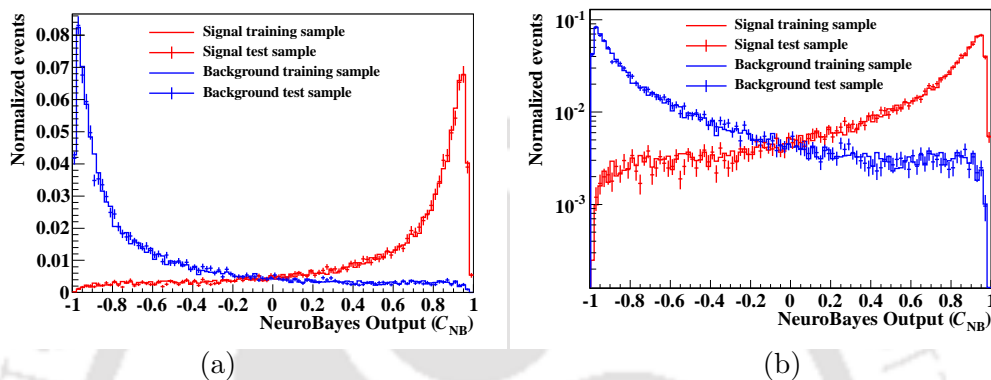 Normalized events
0.08
0.07
0.06
0.05
0.04
0.03
0.02
0.01
0
Signal training sample
Signal test sample
Background training sample
Background test sample
-1 -0.8 -0.6 -0.4 -0.2 0 0.2 0.4 0.6 0.8 1
NeuroBayes Output (C_NB)
(a)
Normalized events
10^-1
10^-2
10^-3
Signal training sample
Signal test sample
Background training sample
Background test sample
-1 -0.8 -0.6 -0.4 -0.2 0 0.2 0.4 0.6 0.8 1
NeuroBayes Output (C_NB)
(b)